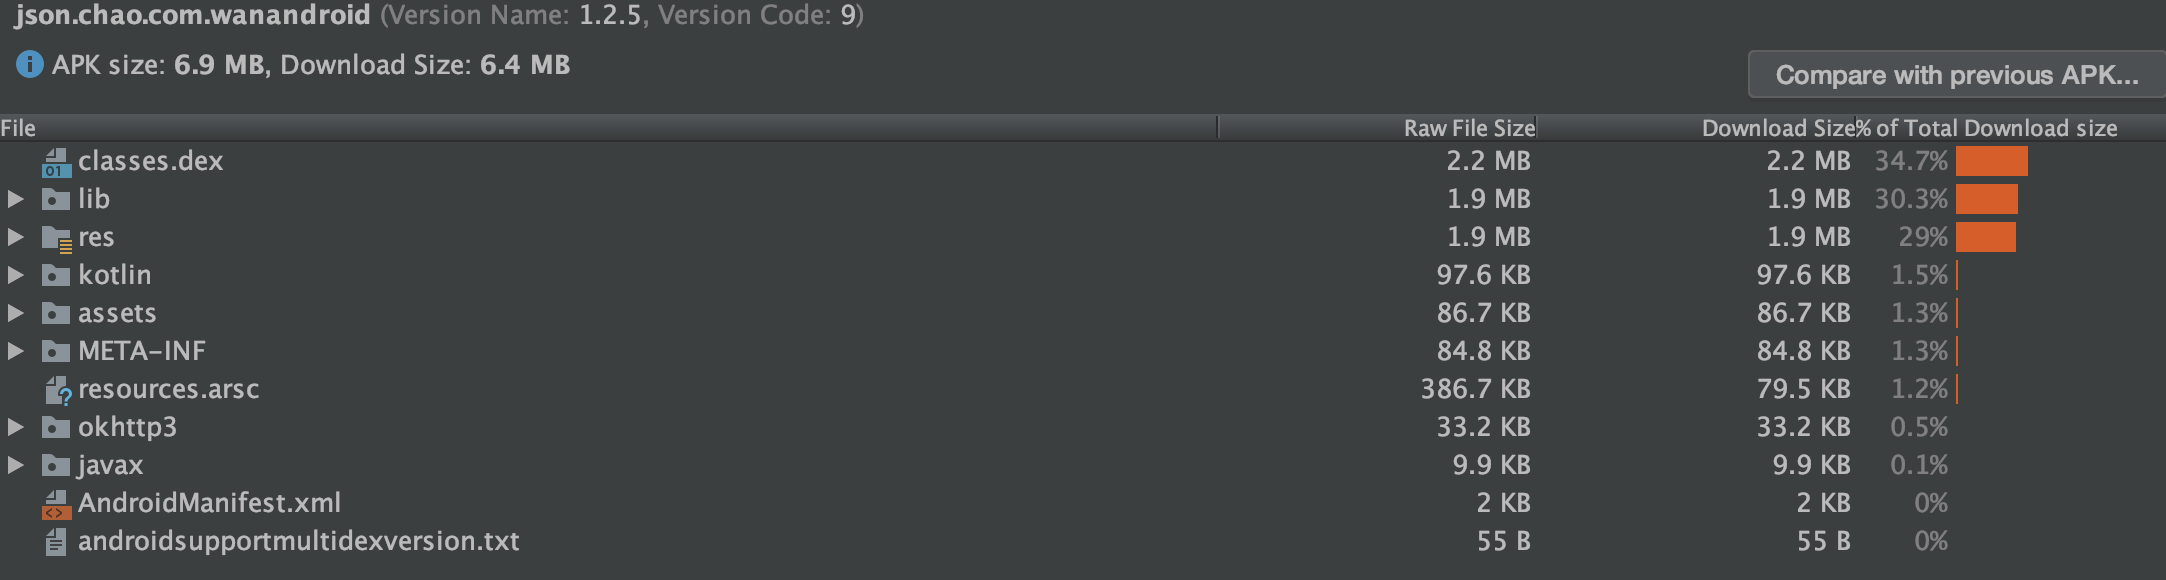 json.chao.com.wanandroid (Version Name: 1.2.5, Version Code: 9)
APK size: 6.9 MB, Download Size: 6.4 MB
Compare with previous APK...
File Raw File Size Download Size % of Total Download size
classes.dex 2.2 MB 2.2 MB 34.7%
lib 1.9 MB 1.9 MB 30.3%
res 1.9 MB 1.9 MB 29%
kotlin 97.6 KB 97.6 KB 1.5%
assets 86.7 KB 86.7 KB 1.3%
META-INF 84.8 KB 84.8 KB 1.3%
resources.arsc 386.7 KB 79.5 KB 1.2%
okhttp3 33.2 KB 33.2 KB 0.5%
javax 9.9 KB 9.9 KB 0.1%
AndroidManifest.xml 2 KB 2 KB 0%
androidsupportmultidexversion.txt 55 B 55 B 0%